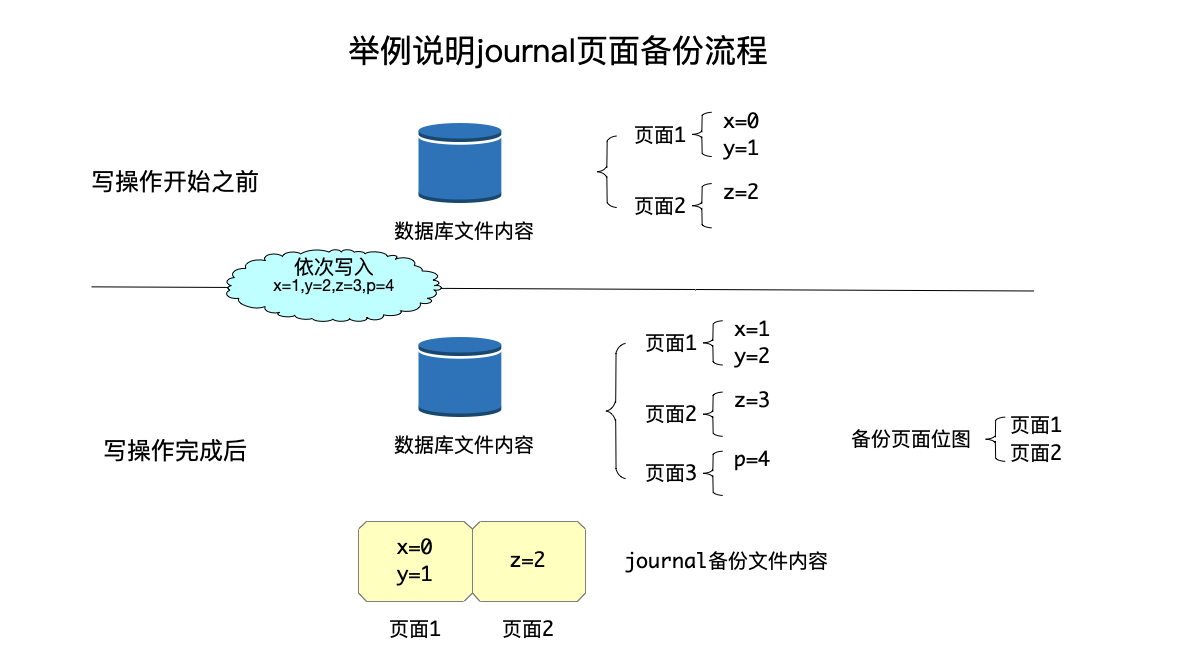 举例说明journal页面备份流程
页面1
x=0
y=1
写操作开始之前
页面2
z=2
数据库文件内容
依次写入
x=1,y=2,z=3,p=4
页面1
x=1
y=2
页面2
z=3
数据库文件内容
写操作完成后
页面3
p=4
备份页面位图
页面1
页面2
x=0
y=1
z=2
journal备份文件内容
页面1
页面2